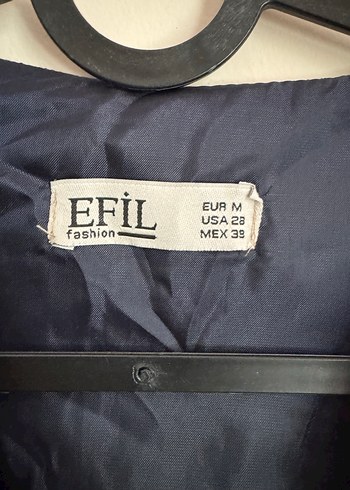 EFİL
fashion
EUR M
USA 28
MEX 38